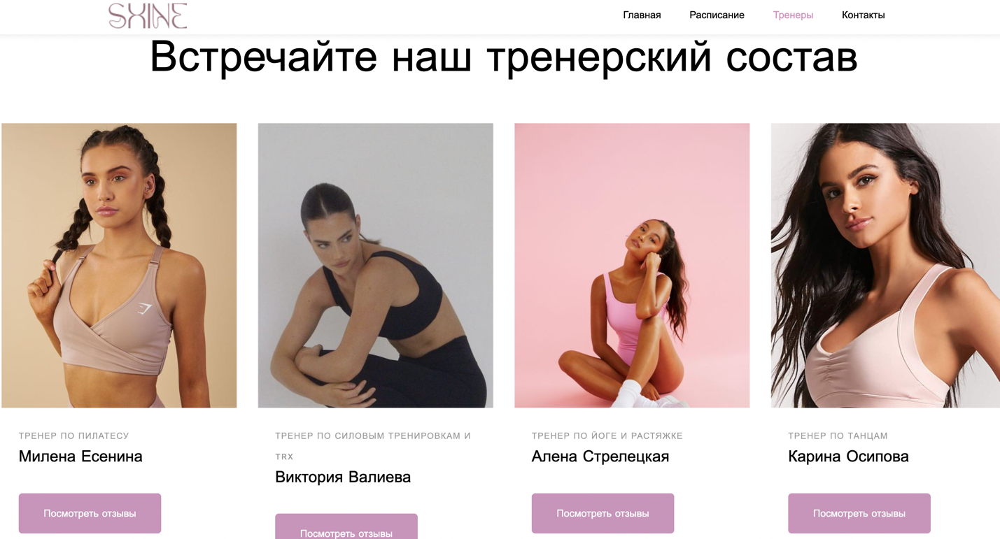 SHINE
Главная Расписание Тренеры Контакты
Встречайте наш тренерский состав
ТРЕНЕР ПО ПИЛАТЕСУ
Милена Есенина
Посмотреть отзывы
ТРЕНЕР ПО СИЛОВЫМ ТРЕНИРОВКАМ И
TRX
Виктория Валиева
Посмотреть отзывы
ТРЕНЕР ПО ЙОГЕ И РАСТЯЖКЕ
Алена Стрелецкая
Посмотреть отзывы
ТРЕНЕР ПО ТАНЦАМ
Карина Осипова
Посмотреть отзывы